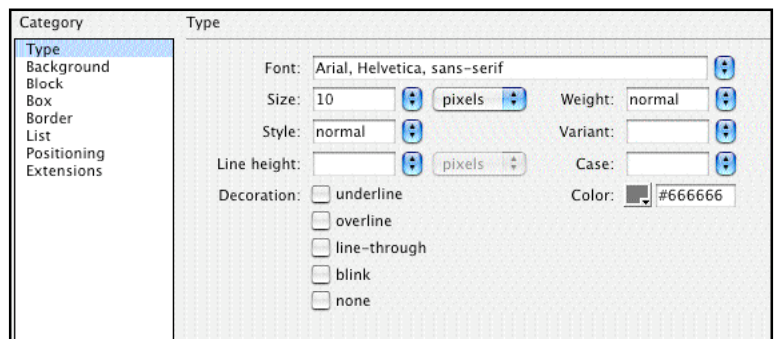 Category
Type
Type
Background
Block
Box
Border
List
Positioning
Extensions
Font: Arial, Helvetica, sans-serif
Size: 10 pixels Weight: normal
Style: normal Variant:
Line height: pixels Case:
Decoration: underline Color: #666666
overline
line-through
blink
none